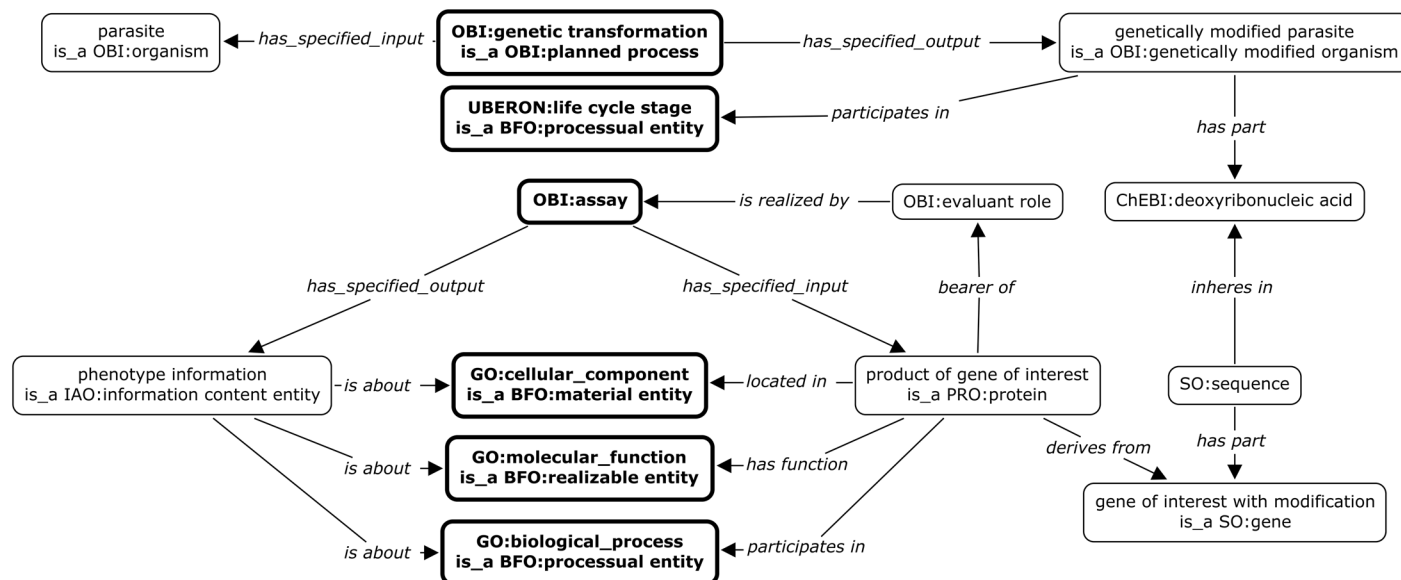 parasite
is_a OBI:organism
has_specified_input
OBI:genetic transformation
is_a OBI:planned process
has_specified_output
genetically modified parasite
is_a OBI:genetically modified organism
UBERON:life cycle stage
is_a BFO:processual entity
participates in
has part
OBI:assay
is realized by
OBI:evaluant role
ChEBI:deoxyribonucleic acid
has_specified_output
has_specified_input
bearer of
inheres in
phenotype information
is_a IAO:information content entity
is about
GO:cellular_component
is_a BFO:material entity
located in
product of gene of interest
is_a PRO:protein
SO:sequence
has part
derives from
is about
GO:molecular_function
is_a BFO:realizable entity
has function
gene of interest with modification
is_a SO:gene
is about
GO:biological_process
is_a BFO:processual entity
participates in